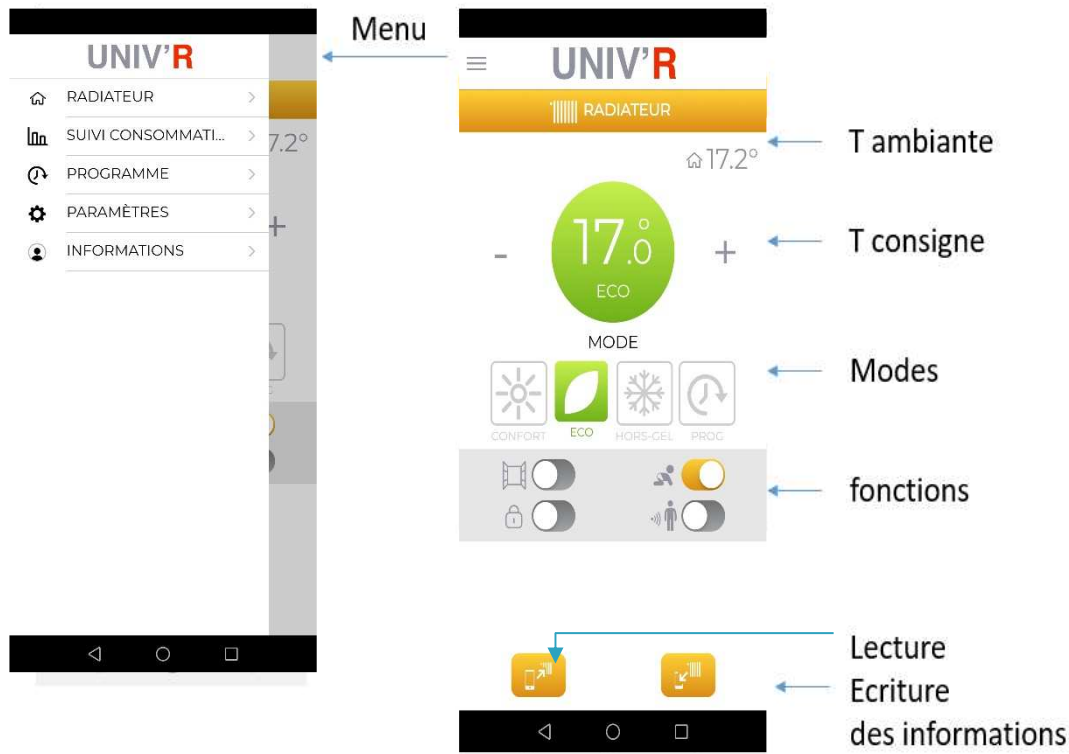 Menu
UNIV'R
RADIATEUR
SUIVI CONSOMMATI...
PROGRAMME
PARAMÈTRES
INFORMATIONS
7.2°
+
UNIV'R
RADIATEUR
17.2°
T ambiante
-
17.0°
ECO
+
T consigne
MODE
CONFORT
ECO
HORS-GEL
PROG
Modes
fonctions
Lecture
Ecriture
des informations